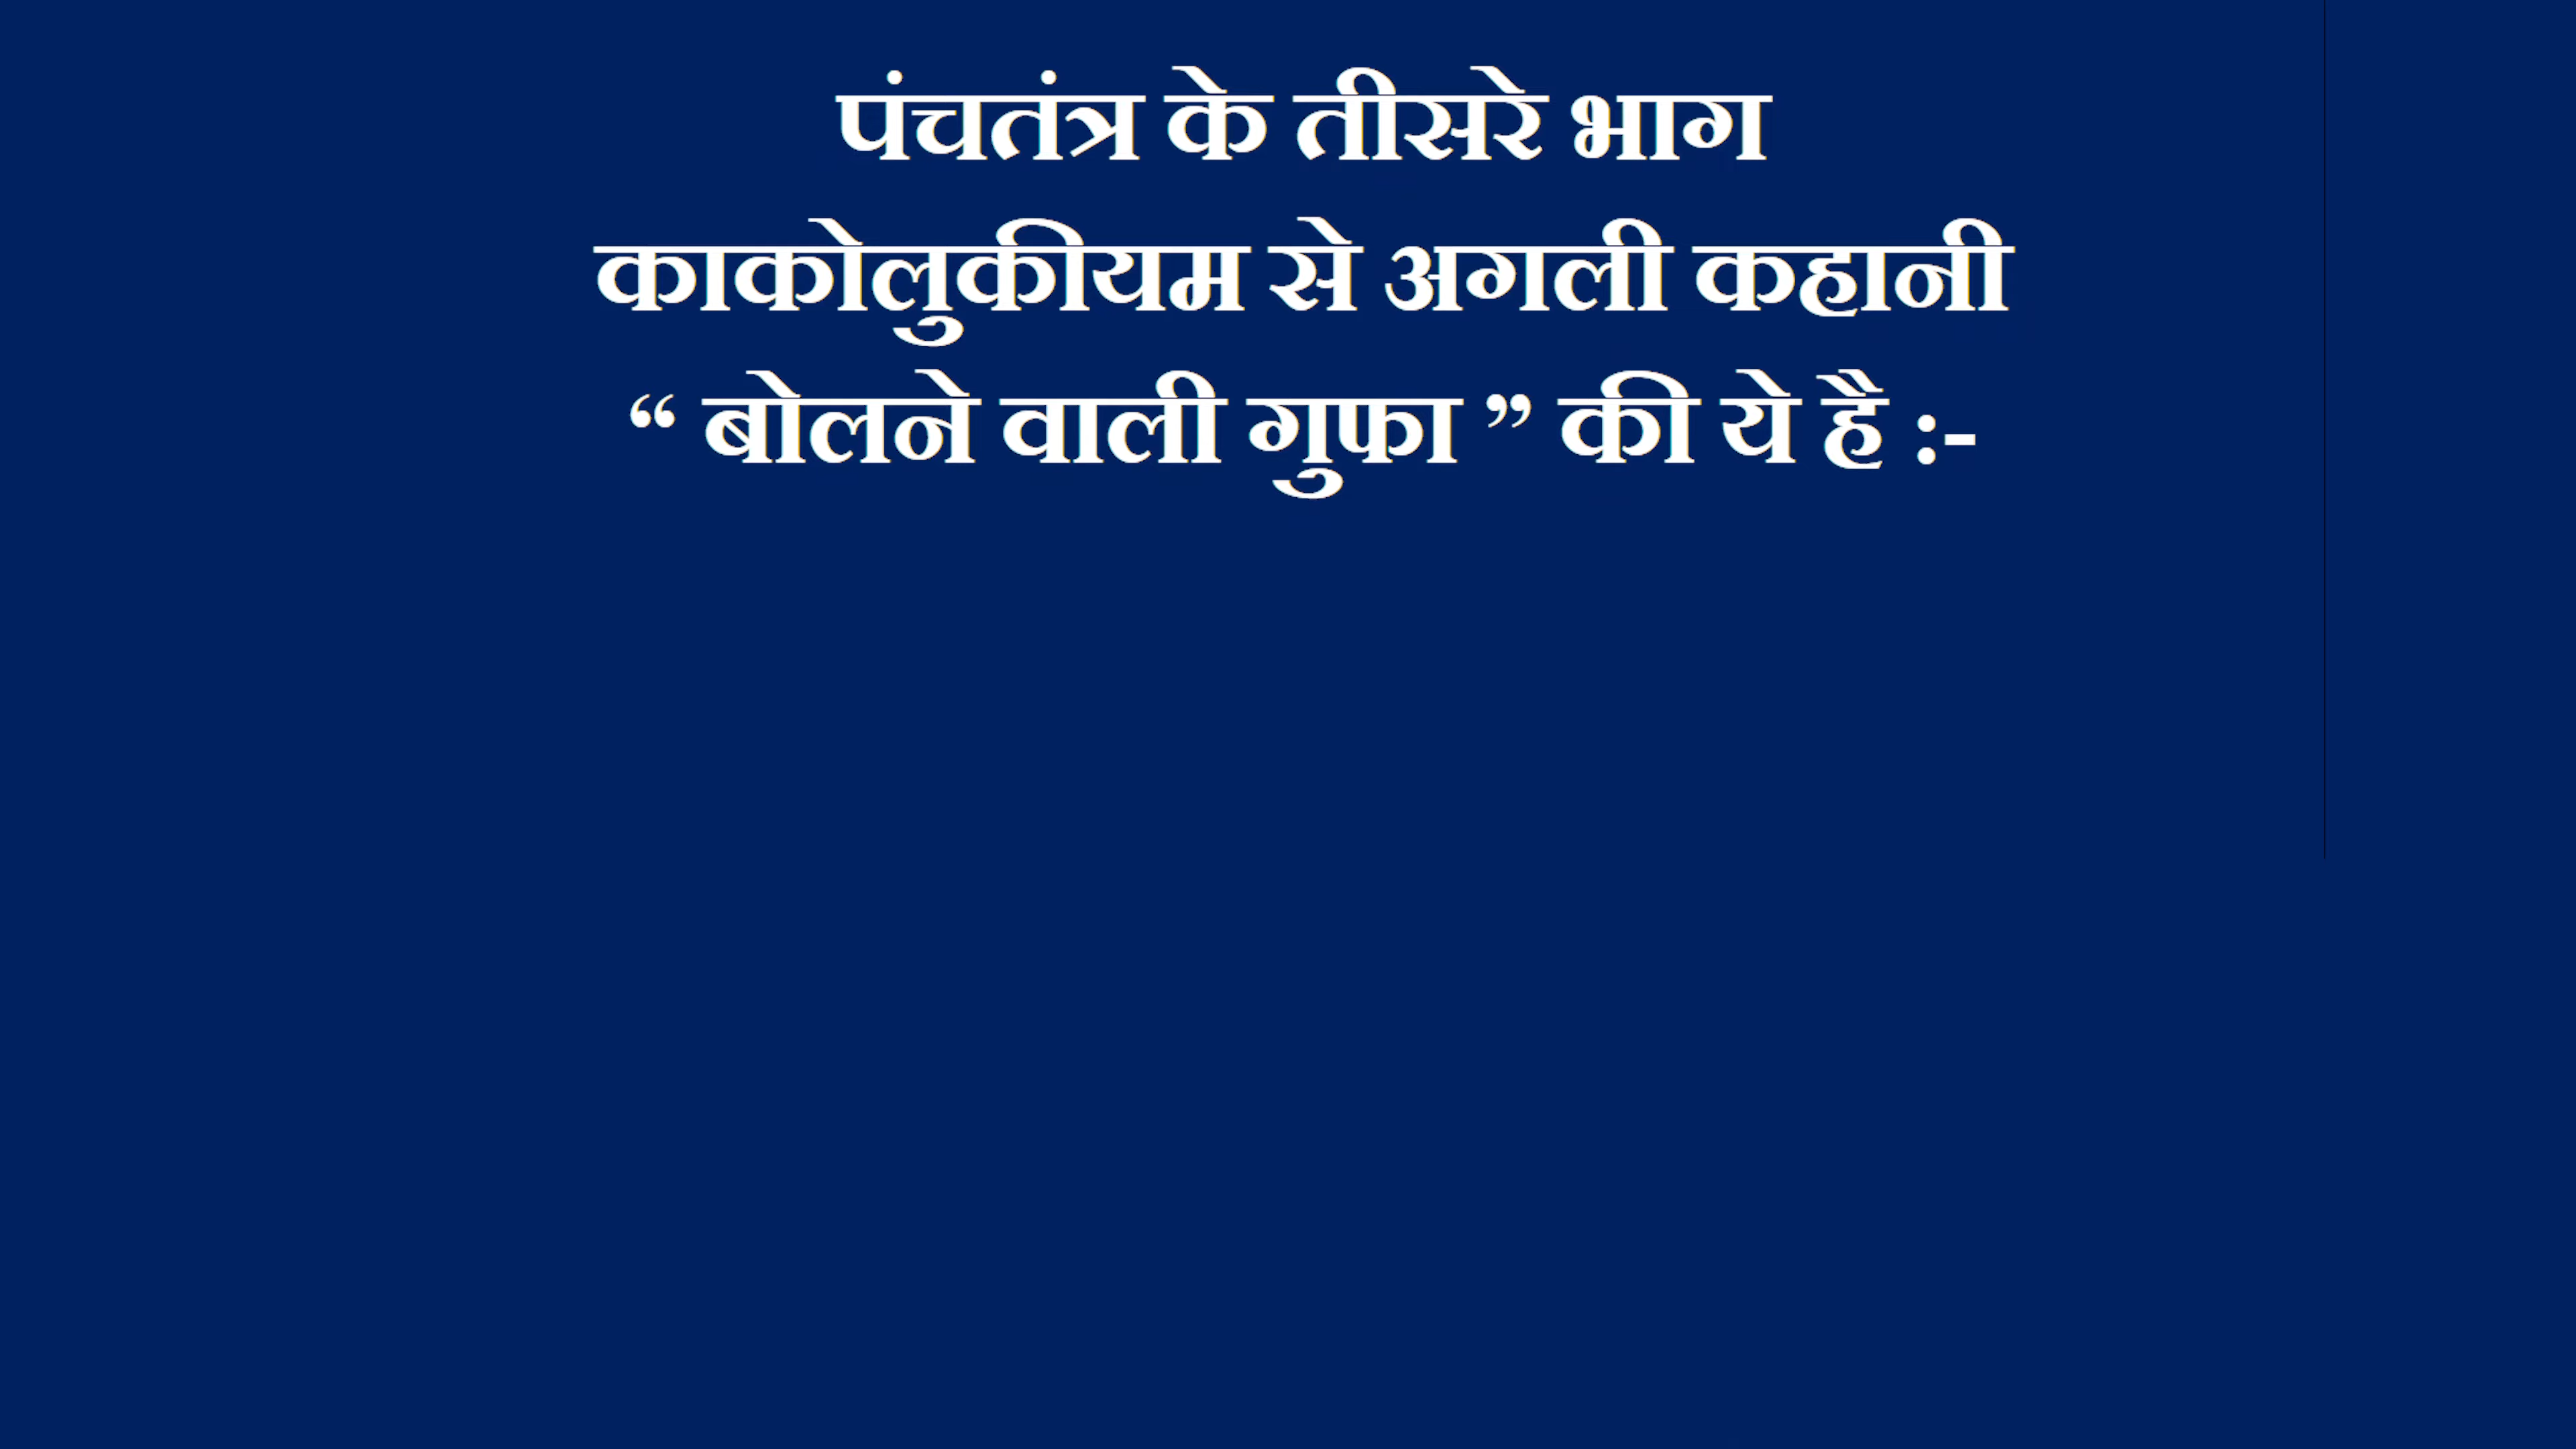 पंचतंत्र के तीसरे भाग
काकोलुकीयम से अगली कहानी
“ बोलने वाली गुफा ” की ये है :-